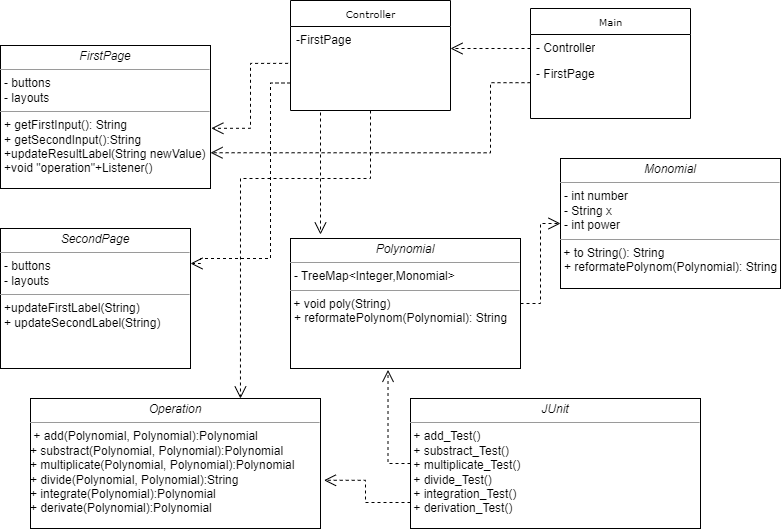 Controller
-FirstPage
Main
- Controller
- FirstPage
FirstPage
- buttons
- layouts
+ getFirstInput(): String
+ getSecondInput():String
+updateResultLabel(String newValue)
+void "operation"+Listener()
Monomial
- int number
- String x
- int power
+ to String(): String
+ reformatePolynom(Polynomial): String
SecondPage
- buttons
- layouts
+updateFirstLabel(String)
+ updateSecondLabel(String)
Polynomial
- TreeMap<Integer,Monomial>
+ void poly(String)
+ reformatePolynom(Polynomial): String
Operation
+ add(Polynomial, Polynomial):Polynomial
+ substract(Polynomial, Polynomial):Polynomial
+ multiplicate(Polynomial, Polynomial):Polynomial
+ divide(Polynomial, Polynomial):String
+ integrate(Polynomial):Polynomial
+ derivate(Polynomial):Polynomial
JUnit
+ add_Test()
+ substract_Test()
+ multiplicate_Test()
+ divide_Test()
+ integration_Test()
+ derivation_Test()